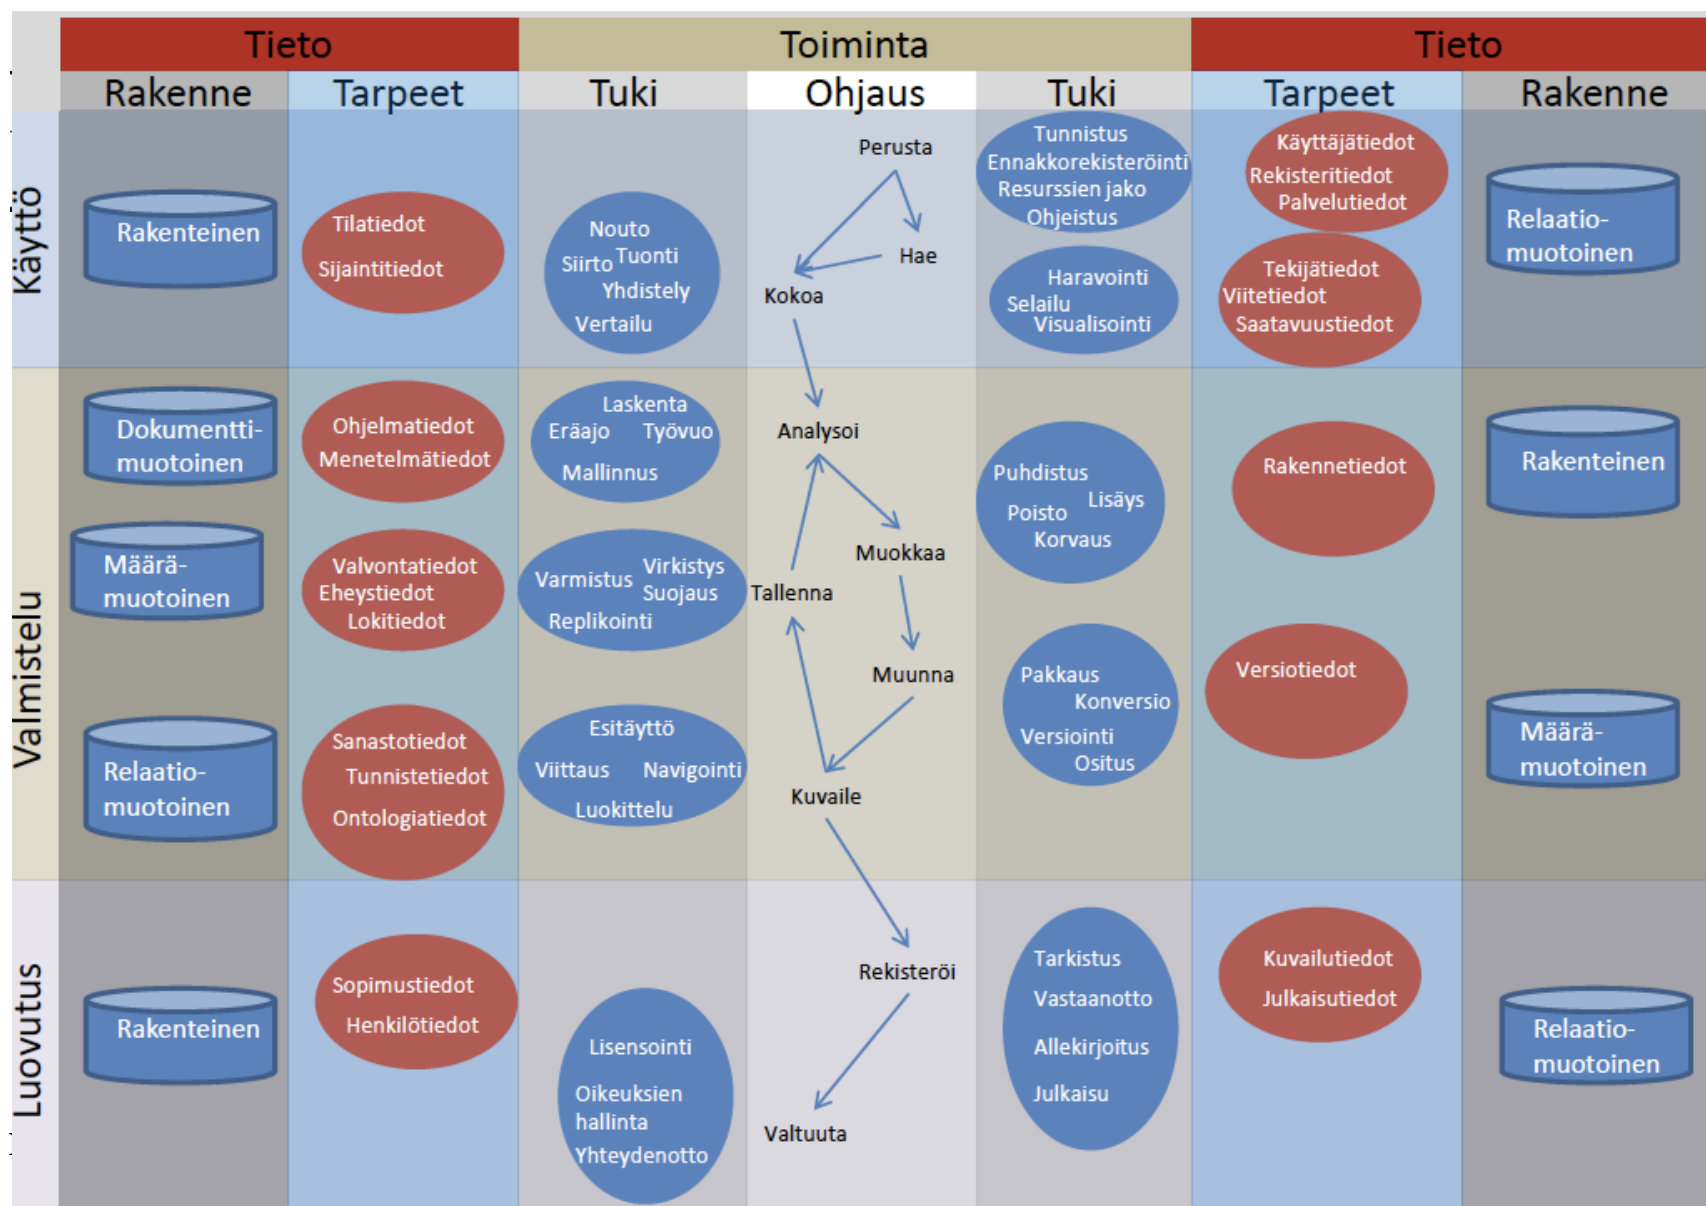 Tieto
Toiminta
Tieto
Rakenne
Tarpeet
Tuki
Ohjaus
Tuki
Tarpeet
Rakenne
Käyttö
Rakenteinen
Tilatiedot
Sijaintitiedot
Nouto
Siirto Tuonti
Yhdistely
Vertailu
Perusta
Hae
Kokoa
Tunnistus
Ennakkorekisteröinti
Resurssien jako
Ohjeistus
Haravointi
Selailu
Visualisointi
Käyttäjätiedot
Rekisteritiedot
Palvelutiedot
Tekijätiedot
Viitetiedot
Saatavuustiedot
Relaatio-
muotoinen
Valmistelu
Dokumentti-
muotoinen
Ohjelmatiedot
Menetelmätiedot
Laskenta
Eräajo Työvuo
Mallinnus
Analysoi
Muokkaa
Puhdistus
Lisäys
Poisto
Korvaus
Rakennetiedot
Rakenteinen
Määrä-
muotoinen
Valvontatiedot
Eheystiedot
Lokitiedot
Virkistys
Varmistus
Suojaus
Replikointi
Tallenna
Muunna
Pakkaus
Konversio
Versiointi
Ositus
Versiotiedot
Määrä-
muotoinen
Relaatio-
muotoinen
Sanastotiedot
Tunnistetiedot
Ontologiatiedot
Esitäyttö
Viittaus Navigointi
Luokittelu
Kuvaile
Luovutus
Rakenteinen
Sopimustiedot
Henkilötiedot
Lisensointi
Oikeuksien
hallinta
Yhteydenotto
Rekisteröi
Valtuuta
Tarkistus
Vastaanotto
Allekirjoitus
Julkaisu
Kuvailutiedot
Julkaisutiedot
Relaatio-
muotoinen